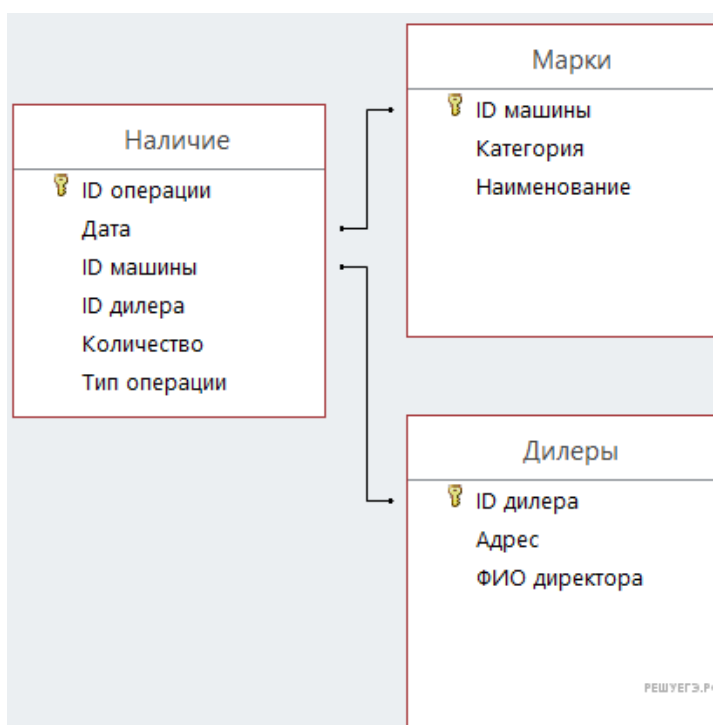 Наличие
ID операции
Дата
ID машины
ID дилера
Количество
Тип операции
Марки
ID машины
Категория
Наименование
Дилеры
ID дилера
Адрес
ФИО директора